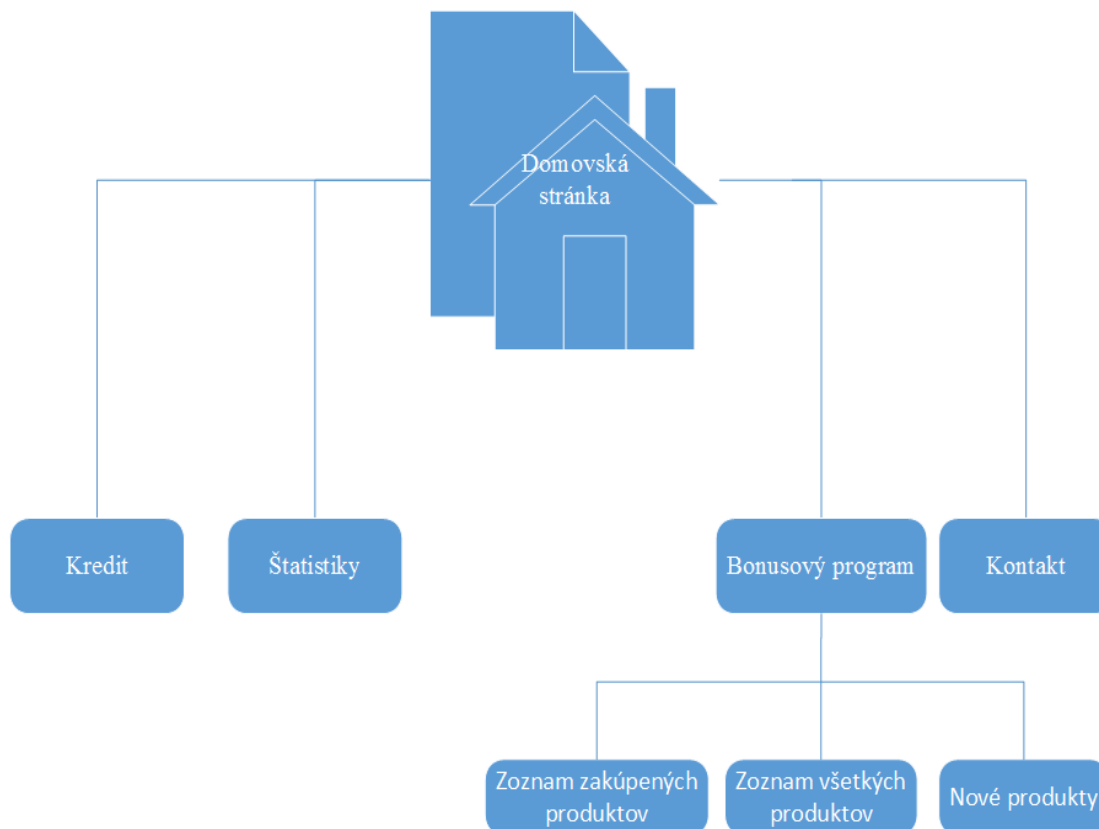 Domovská
stránka
Kredit
Štatistiky
Bonusový program
Kontakt
Zoznam zakúpených
produktov
Zoznam všetkých
produktov
Nové produkty